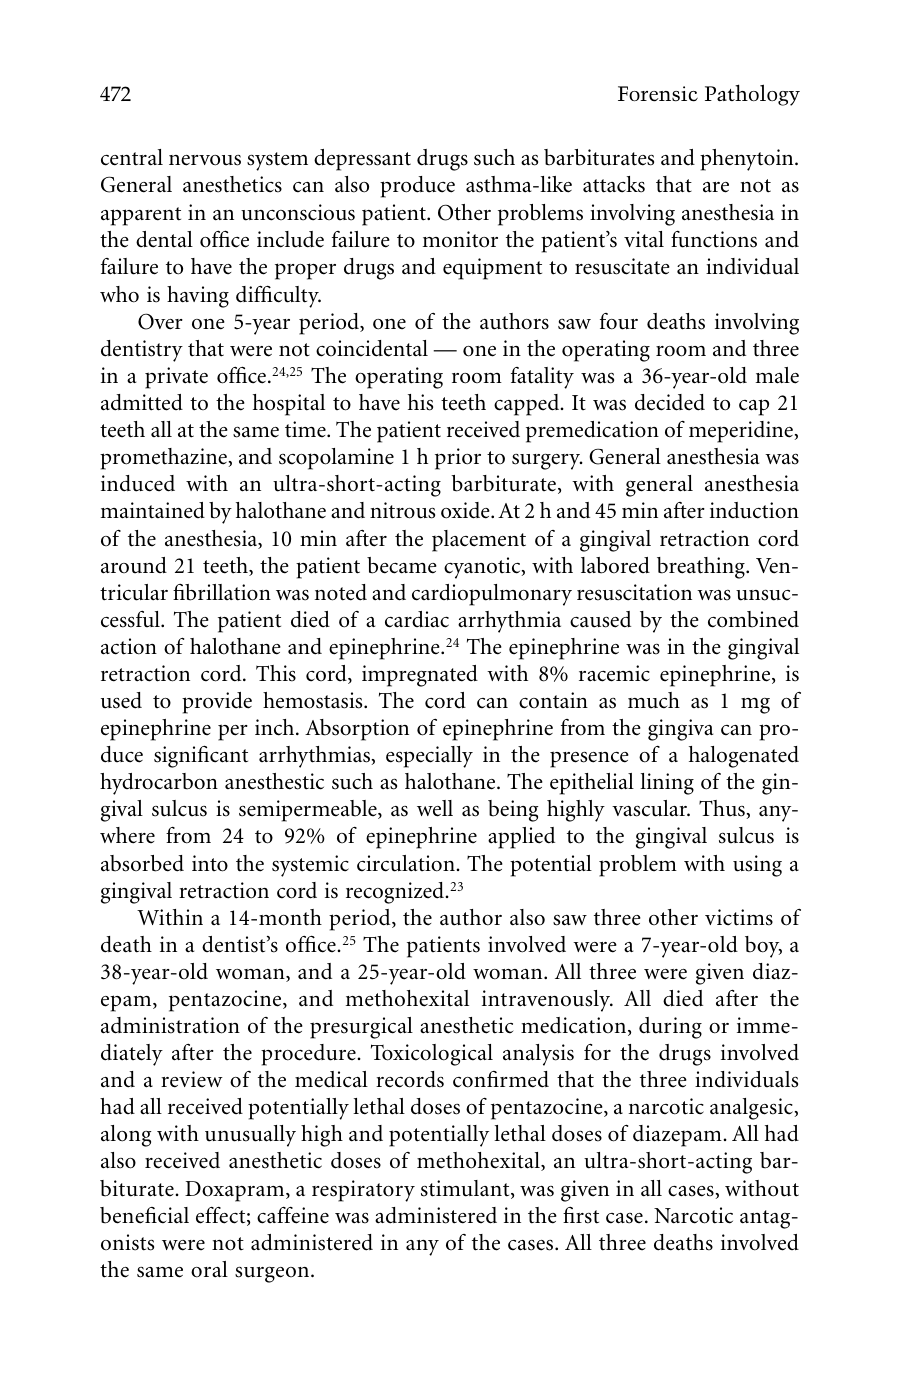 472 Forensic Pathology
central nervous system depressant drugs such as barbiturates and phenytoin.
General anesthetics can also produce asthma-like attacks that are not as
apparent in an unconscious patient. Other problems involving anesthesia in
the dental office include failure to monitor the patient’s vital functions and
failure to have the proper drugs and equipment to resuscitate an individual
who is having difficulty.
Over one 5-year period, one of the authors saw four deaths involving
dentistry that were not coincidental — one in the operating room and three
in a private office.24,25 The operating room fatality was a 36-year-old male
admitted to the hospital to have his teeth capped. It was decided to cap 21
teeth all at the same time. The patient received premedication of meperidine,
promethazine, and scopolamine 1 h prior to surgery. General anesthesia was
induced with an ultra-short-acting barbiturate, with general anesthesia
maintained by halothane and nitrous oxide. At 2 h and 45 min after induction
of the anesthesia, 10 min after the placement of a gingival retraction cord
around 21 teeth, the patient became cyanotic, with labored breathing. Ven-
tricular fibrillation was noted and cardiopulmonary resuscitation was unsuc-
cessful. The patient died of a cardiac arrhythmia caused by the combined
action of halothane and epinephrine.24 The epinephrine was in the gingival
retraction cord. This cord, impregnated with 8% racemic epinephrine, is
used to provide hemostasis. The cord can contain as much as 1 mg of
epinephrine per inch. Absorption of epinephrine from the gingiva can pro-
duce significant arrhythmias, especially in the presence of a halogenated
hydrocarbon anesthestic such as halothane. The epithelial lining of the gin-
gival sulcus is semipermeable, as well as being highly vascular. Thus, any-
where from 24 to 92% of epinephrine applied to the gingival sulcus is
absorbed into the systemic circulation. The potential problem with using a
gingival retraction cord is recognized.23
Within a 14-month period, the author also saw three other victims of
death in a dentist’s office.25 The patients involved were a 7-year-old boy, a
38-year-old woman, and a 25-year-old woman. All three were given diaz-
epam, pentazocine, and methohexital intravenously. All died after the
administration of the presurgical anesthetic medication, during or imme-
diately after the procedure. Toxicological analysis for the drugs involved
and a review of the medical records confirmed that the three individuals
had all received potentially lethal doses of pentazocine, a narcotic analgesic,
along with unusually high and potentially lethal doses of diazepam. All had
also received anesthetic doses of methohexital, an ultra-short-acting bar-
biturate. Doxapram, a respiratory stimulant, was given in all cases, without
beneficial effect; caffeine was administered in the first case. Narcotic antag-
onists were not administered in any of the cases. All three deaths involved
the same oral surgeon.